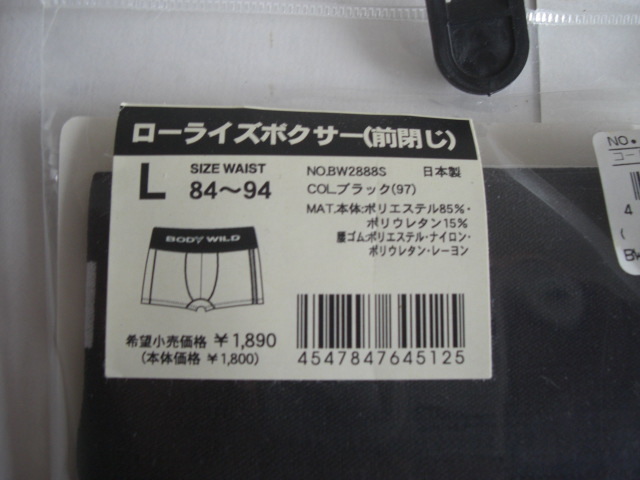 ローライズボクサー(前閉じ)
L
SIZE WAIST
84〜94
NO.BW2888S 日本製
COL.ブラック(97)
MAT.本体:ポリエステル85%・
ポリウレタン15%
腰ゴム:ポリエステル・ナイロン・
ポリウレタン・レーヨン
BODY WILD
希望小売価格 ¥1,890
(本体価格 ¥1,800)
4547847645125
NO.
4